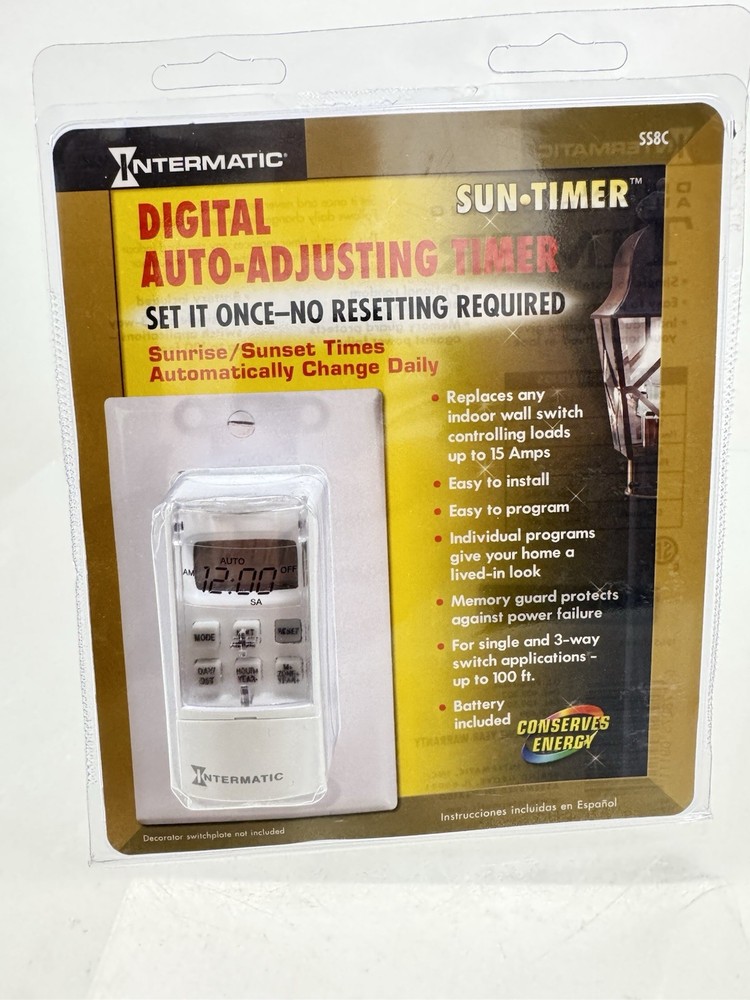 INTERMATIC®
SS8C
SUN•TIMER™
DIGITAL
AUTO-ADJUSTING TIMER
SET IT ONCE–NO RESETTING REQUIRED
Sunrise/Sunset Times
Automatically Change Daily
• Replaces any
indoor wall switch
controlling loads
up to 15 Amps
• Easy to install
• Easy to program
• Individual programs
give your home a
lived-in look
• Memory guard protects
against power failure
• For single and 3-way
switch applications –
up to 100 ft.
• Battery
included
CONSERVES
ENERGY
AUTO
AM 12:00 OFF
SA
MODE
RESET
DAY/
HOUR+
INTERMATIC
Decorator switchplate not included
Instrucciones incluidas en Español